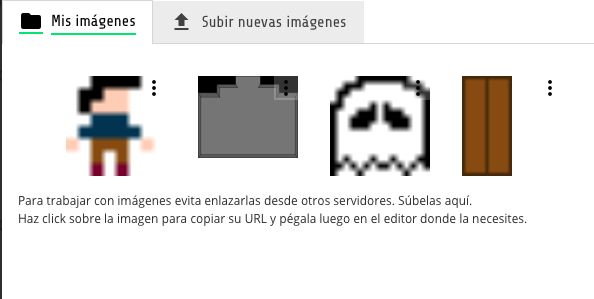 Mis imágenes
Subir nuevas imágenes
Para trabajar con imágenes evita enlazarlas desde otros servidores. Súbelas aquí.
Haz click sobre la imagen para copiar su URL y pégala luego en el editor donde la necesites.